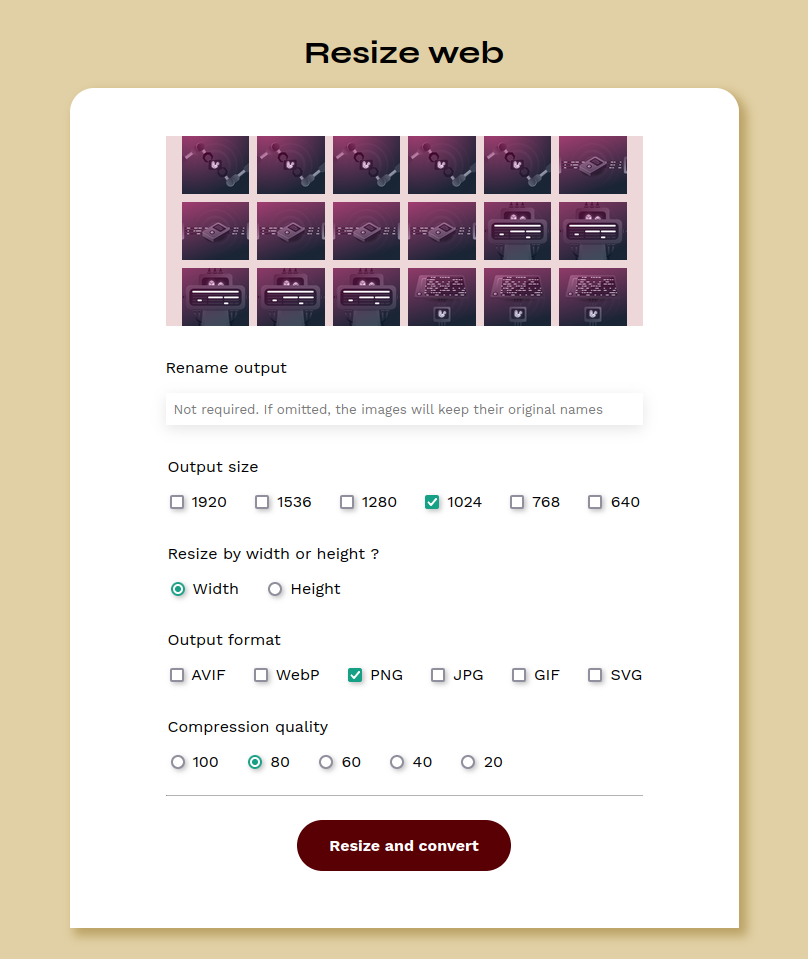 Resize web
Rename output
Not required. If omitted, the images will keep their original names
Output size
1920 1536 1280 1024 768 640
Resize by width or height ?
Width Height
Output format
AVIF WebP PNG JPG GIF SVG
Compression quality
100 80 60 40 20
Resize and convert